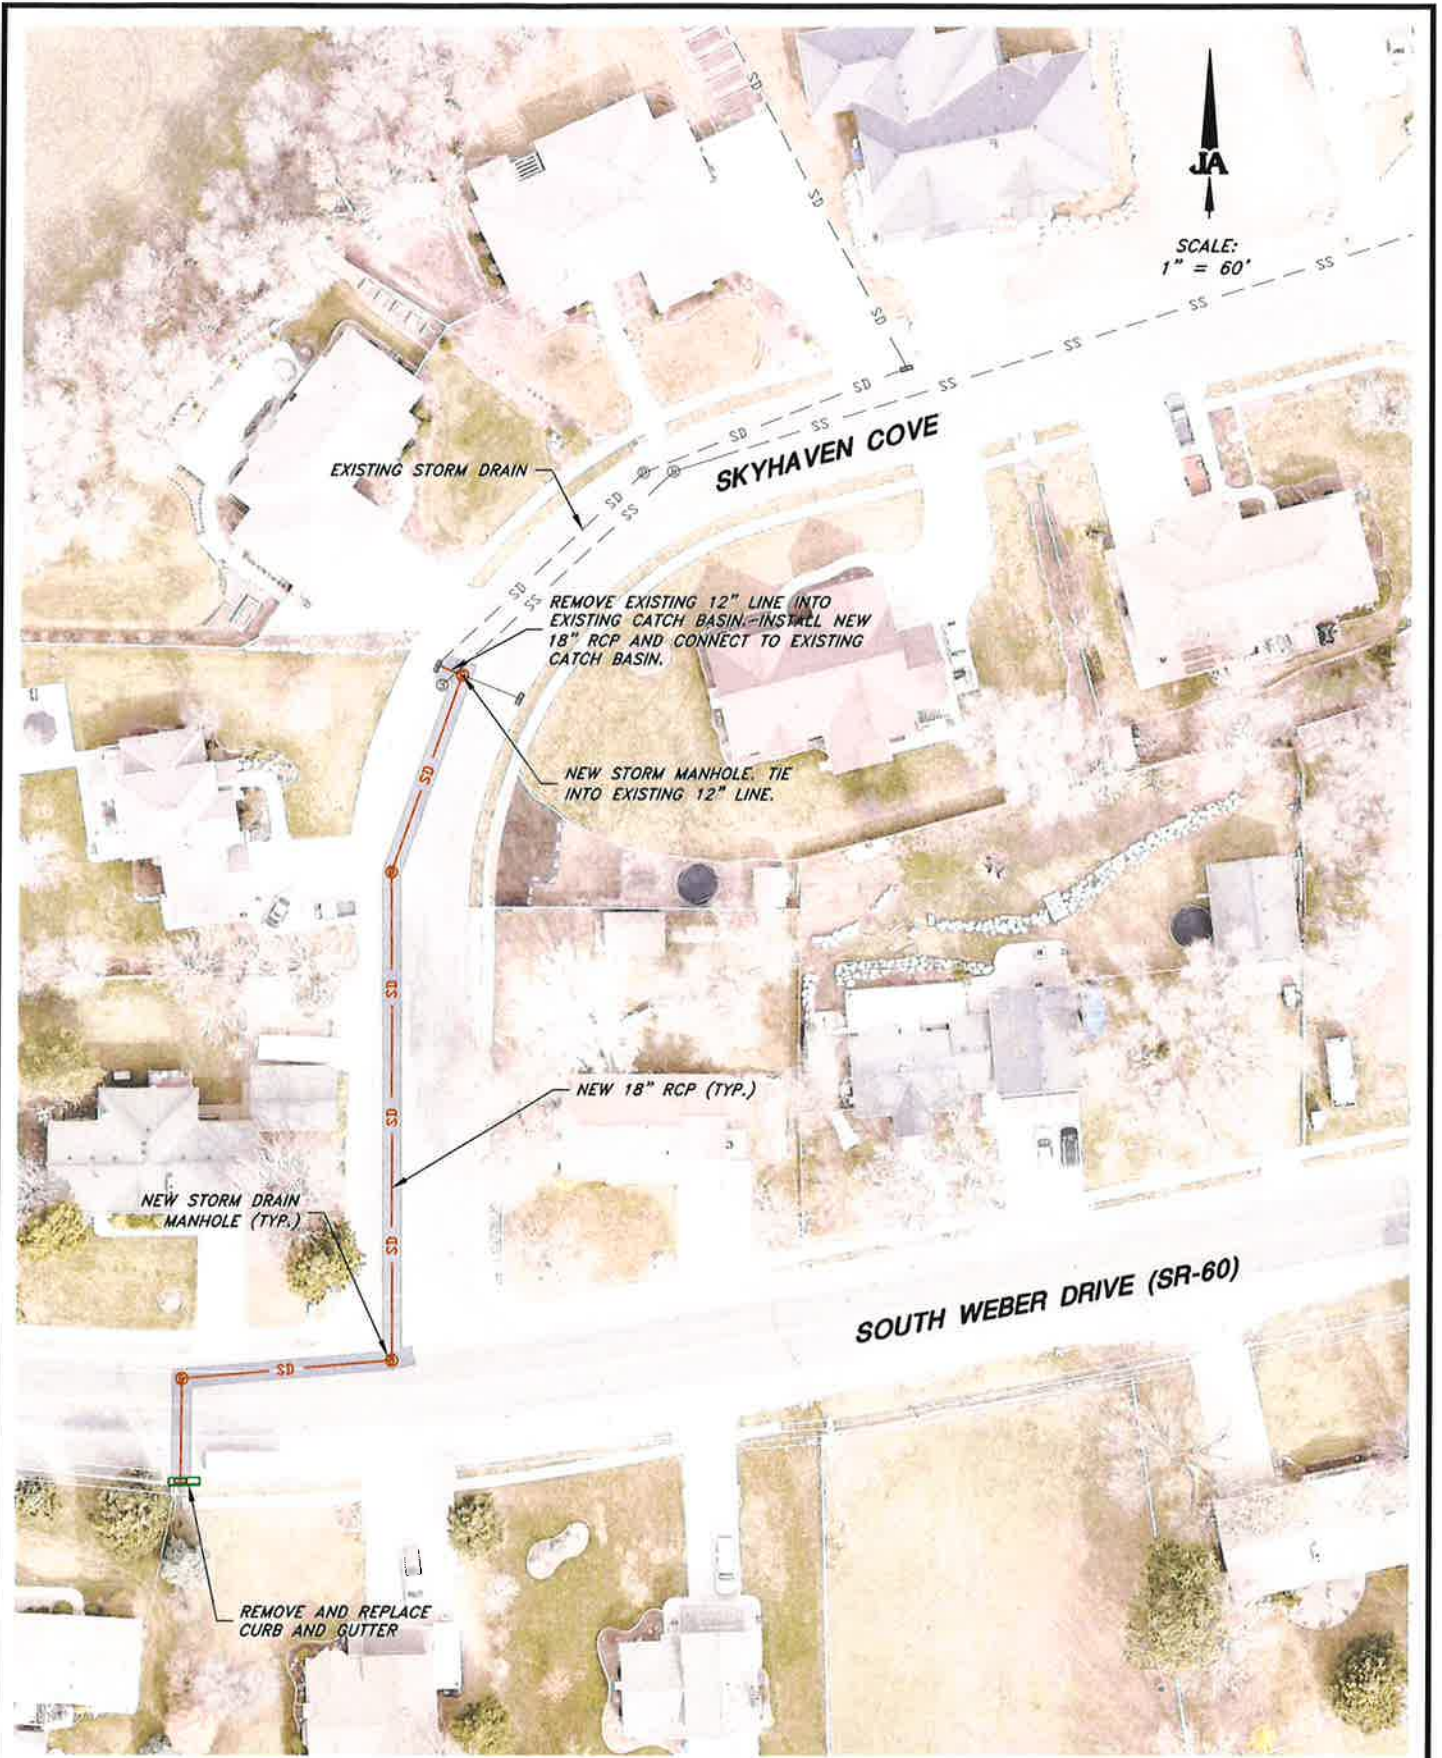 SD
SD
SD
JA
SCALE:
1" = 60'
SS
SS
SS
SS
SD
SS
SD
SKYHAVEN COVE
EXISTING STORM DRAIN
SD
SS
SD
SS
REMOVE EXISTING 12" LINE INTO
EXISTING CATCH BASIN. INSTALL NEW
18" RCP AND CONNECT TO EXISTING
CATCH BASIN.
SD
NEW STORM MANHOLE. TIE
INTO EXISTING 12" LINE.
SD
NEW 18" RCP (TYP.)
SD
NEW STORM DRAIN
MANHOLE (TYP.)
SD
SOUTH WEBER DRIVE (SR-60)
SD
REMOVE AND REPLACE
CURB AND GUTTER